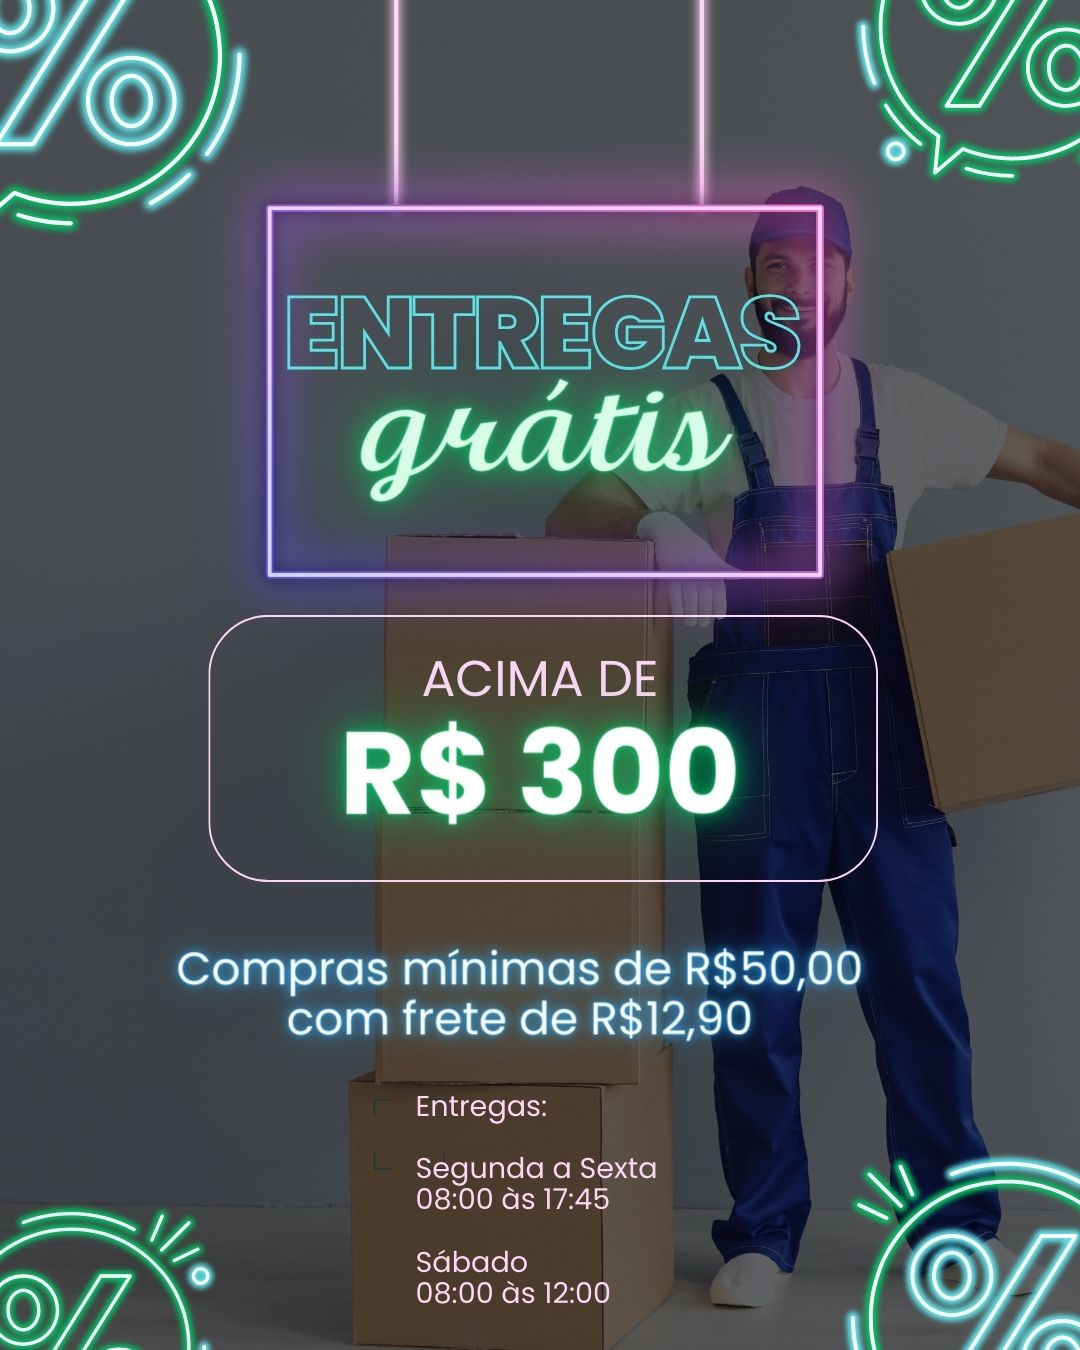 ENTREGAS
grátis
ACIMA DE
R$ 300
Compras mínimas de R$50,00
com frete de R$12,90
Entregas:
Segunda a Sexta
08:00 às 17:45
Sábado
08:00 às 12:00